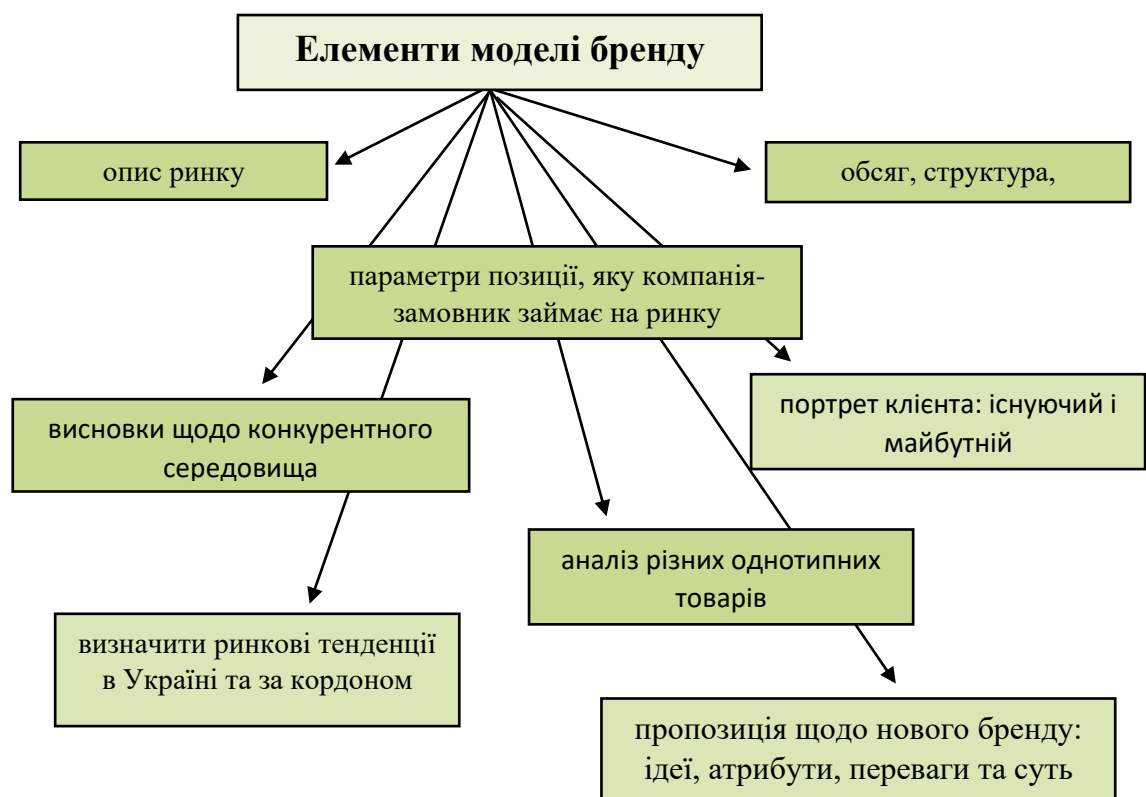 Елементи моделі бренду
опис ринку
обсяг, структура,
параметри позиції, яку компанія-
замовник займає на ринку
портрет клієнта: існуючий і
майбутній
висновки щодо конкурентного
середовища
аналіз різних однотипних
товарів
визначити ринкові тенденції
в Україні та за кордоном
пропозиція щодо нового бренду:
ідеї, атрибути, переваги та суть